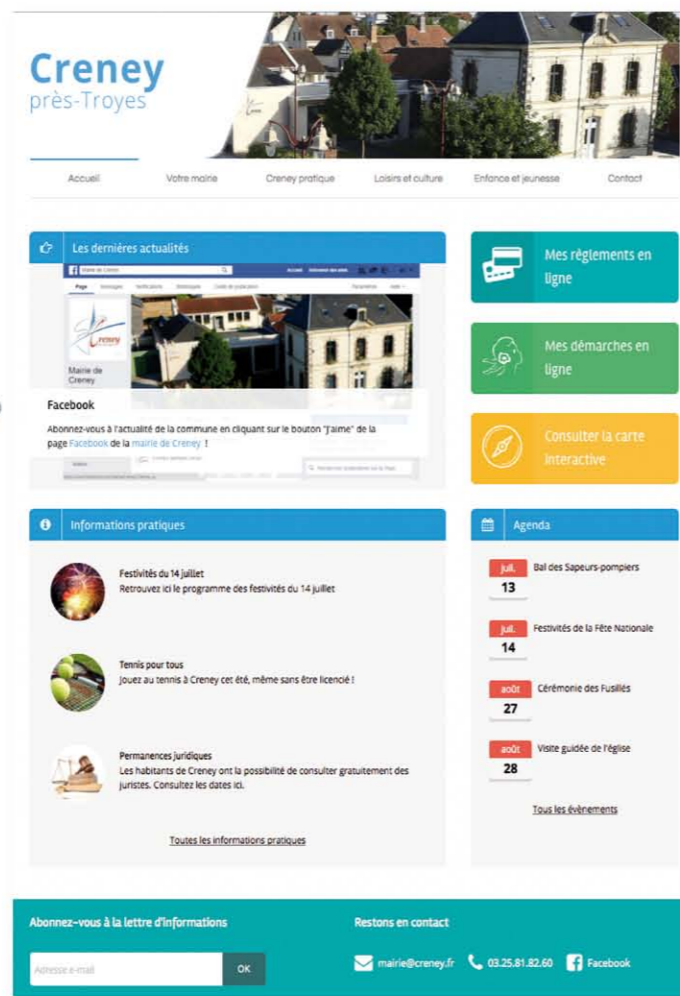 Creney
près-Troyes
Accueil
Votre mairie
Creney pratique
Loisirs et culture
Enfance et jeunesse
Contact
Les dernières actualités
Mairie de Creney
Page
Messages
Notifications
Paramètres
Creney
Mairie de
Creney
Facebook
Abonnez-vous à l'actualité de la commune en cliquant sur le bouton "J'aime" de la
page Facebook de la mairie de Creney !
Mes règlements en
ligne
Mes démarches en
ligne
Consulter la carte
interactive
Informations pratiques
Festivités du 14 juillet
Retrouvez ici le programme des festivités du 14 juillet
Tennis pour tous
Jouez au tennis à Creney cet été, même sans être licencié !
Permanences juridiques
Les habitants de Creney ont la possibilité de consulter gratuitement des
juristes. Consultez les dates ici.
Toutes les informations pratiques
Agenda
juil.
13
Bal des Sapeurs-pompiers
juil.
14
Festivités de la Fête Nationale
août
27
Cérémonie des Fusillés
août
28
Visite guidée de l'église
Tous les évènements
Abonnez-vous à la lettre d'informations
Adresse e-mail
OK
Restons en contact
mairie@creney.fr
03.25.81.82.60
Facebook